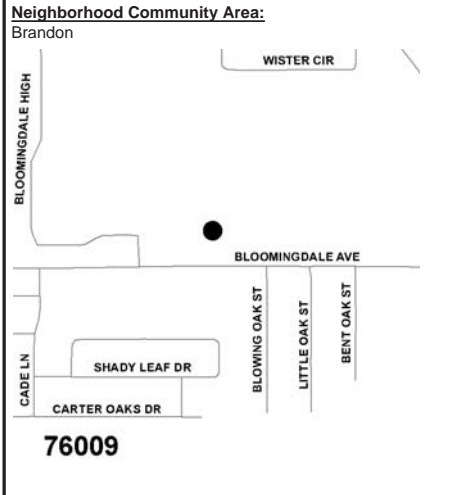 Neighborhood Community Area:
Brandon
WISTER CIR
BLOOMINGDALE HIGH
BLOOMINGDALE AVE
BLOWING OAK ST
LITTLE OAK ST
BENT OAK ST
CADE LN
SHADY LEAF DR
CARTER OAKS DR
76009